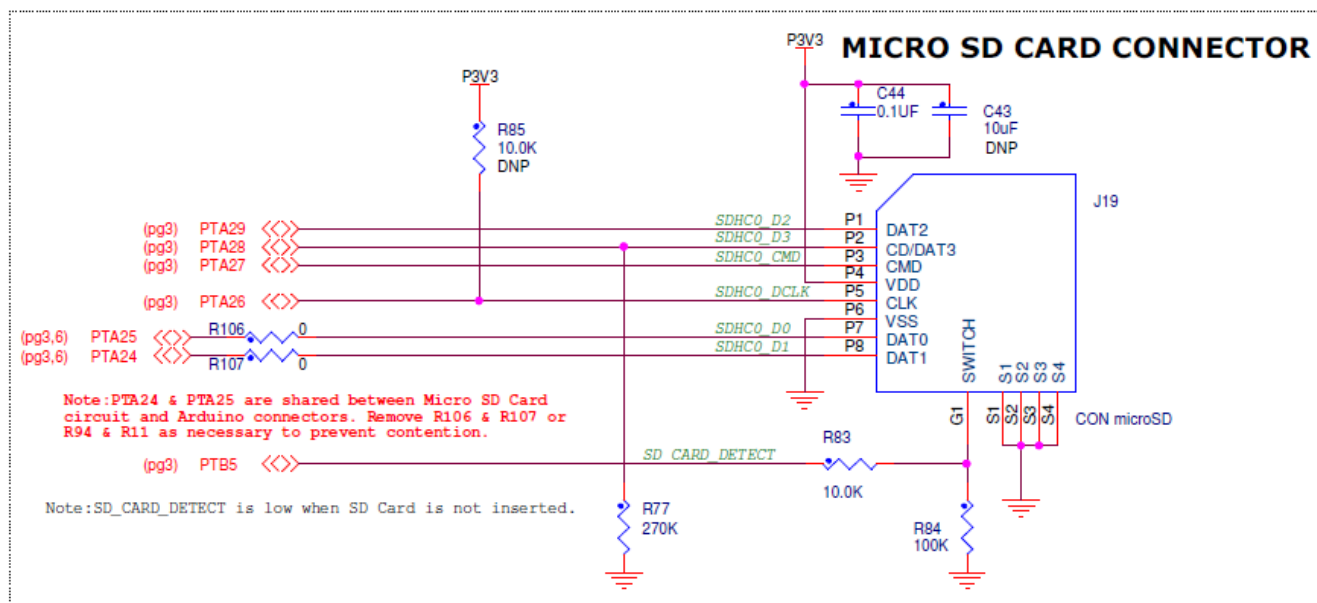 MICRO SD CARD CONNECTOR
P3V3
P3V3
C44
0.1UF
C43
10uF
DNP
R85
10.0K
DNP
J19
(pg3) PTA29 SDHC0_D2 P1 DAT2
(pg3) PTA28 SDHC0_D3 P2 CD/DAT3
(pg3) PTA27 SDHC0_CMD P3 CMD
P4 VDD
(pg3) PTA26 SDHC0_DCLK P5 CLK
P6 VSS
(pg3,6) PTA25 R106 0 SDHC0_D0 P7 DAT0
(pg3,6) PTA24 R107 0 SDHC0_D1 P8 DAT1
SWITCH S1 S2 S3 S4
G1 S1 S2 S3 S4
CON microSD
Note:PTA24 & PTA25 are shared between Micro SD Card
circuit and Arduino connectors. Remove R106 & R107 or
R94 & R11 as necessary to prevent contention.
(pg3) PTB5 SD_CARD_DETECT R83
10.0K
Note:SD_CARD_DETECT is low when SD Card is not inserted.
R77
270K
R84
100K